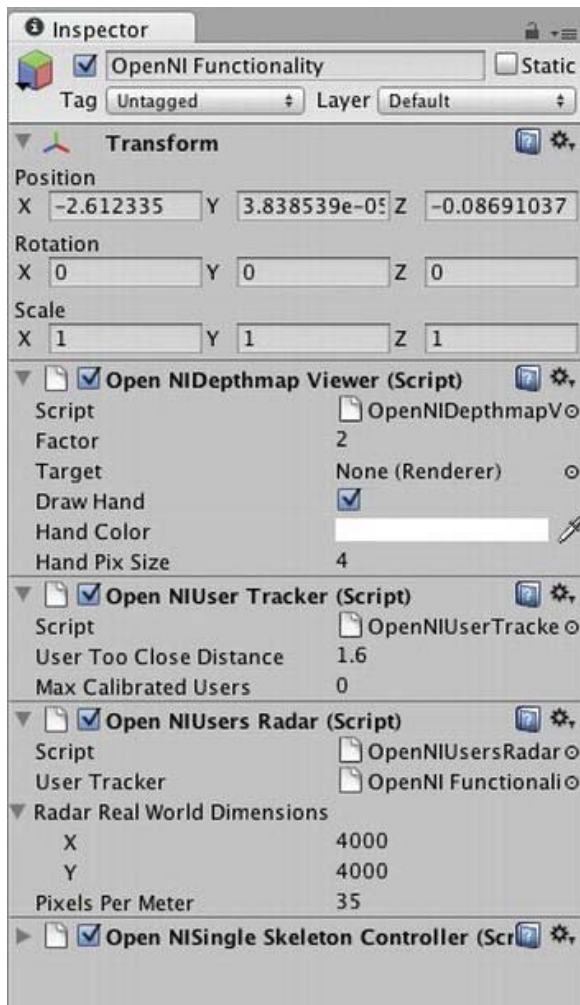 Inspector
OpenNI Functionality Static
Tag Untagged Layer Default
Transform
Position
X -2.612335 Y 3.838539e-05 Z -0.08691037
Rotation
X 0 Y 0 Z 0
Scale
X 1 Y 1 Z 1
Open NIDepthmap Viewer (Script)
Script OpenNIDepthmapV
Factor 2
Target None (Renderer)
Draw Hand
Hand Color
Hand Pix Size 4
Open NIUser Tracker (Script)
Script OpenNIUserTracke
User Too Close Distance 1.6
Max Calibrated Users 0
Open NIUsers Radar (Script)
Script OpenNIUsersRadar
User Tracker OpenNI Functionali
Radar Real World Dimensions
X 4000
Y 4000
Pixels Per Meter 35
Open NISingle Skeleton Controller (Scr